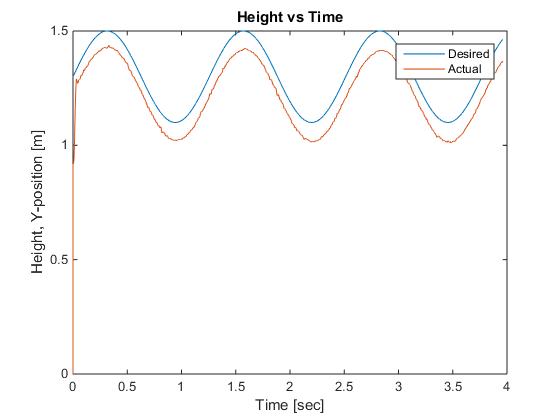 Height vs Time
1.5
Desired
Actual
1
Height, Y-position [m]
0.5
0
0 0.5 1 1.5 2 2.5 3 3.5 4
Time [sec]